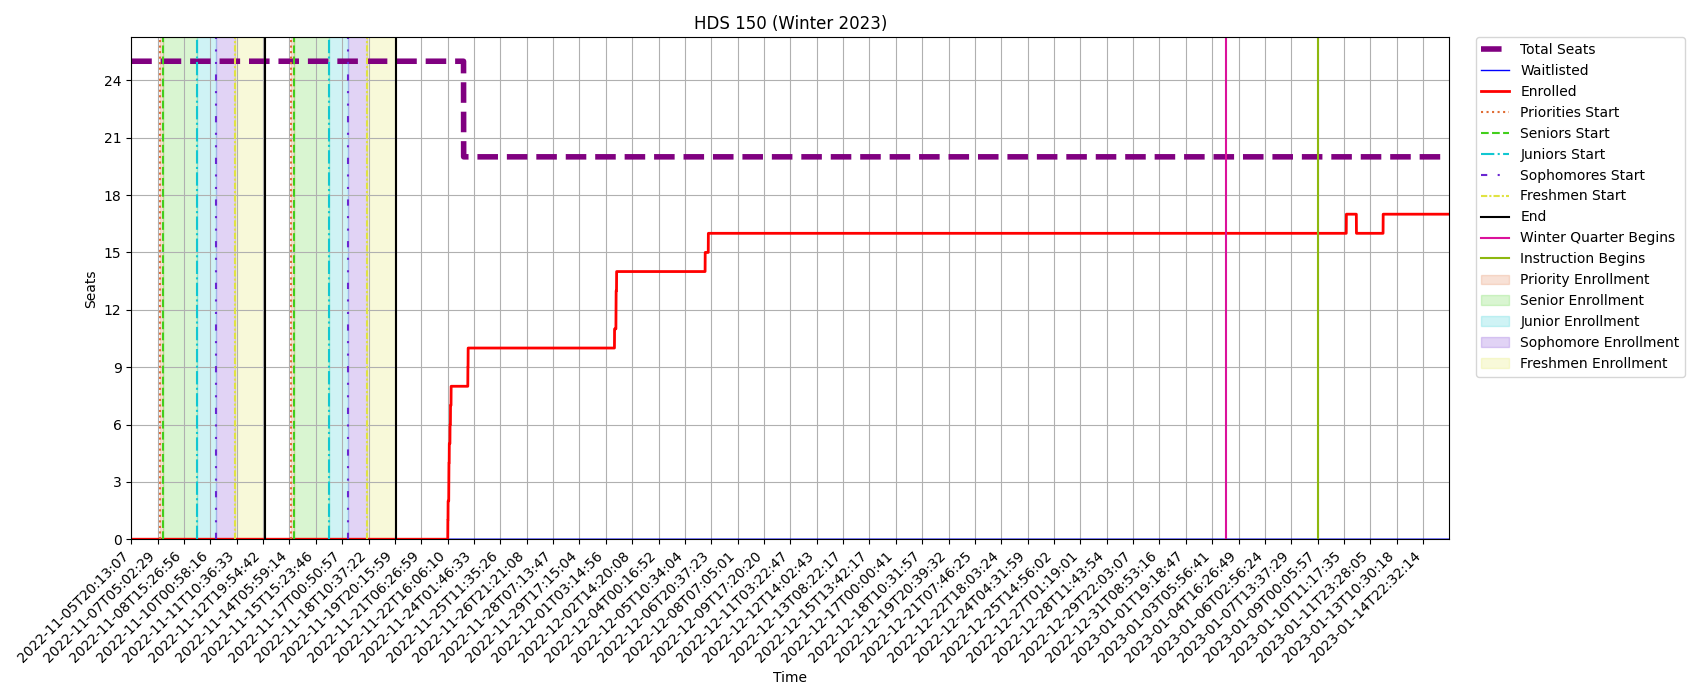 HDS 150 (Winter 2023)
Seats
24
21
18
15
12
9
6
3
0
2022-11-05T20:13:07
2022-11-07T05:02:29
2022-11-08T15:26:56
2022-11-10T00:58:16
2022-11-11T10:36:33
2022-11-12T19:54:42
2022-11-14T05:59:14
2022-11-15T15:23:46
2022-11-17T00:50:57
2022-11-18T10:37:22
2022-11-19T20:15:59
2022-11-21T06:26:59
2022-11-22T16:06:10
2022-11-24T01:46:33
2022-11-25T11:35:26
2022-11-26T21:21:08
2022-11-28T07:13:47
2022-11-29T17:15:04
2022-12-01T03:14:56
2022-12-02T14:20:08
2022-12-04T00:16:52
2022-12-05T10:34:04
2022-12-06T20:37:23
2022-12-08T07:05:01
2022-12-09T17:20:20
2022-12-11T03:22:47
2022-12-12T14:02:43
2022-12-13T08:22:17
2022-12-15T13:42:17
2022-12-17T00:00:41
2022-12-18T10:31:57
2022-12-19T20:39:32
2022-12-21T07:46:25
2022-12-22T18:03:24
2022-12-24T04:31:59
2022-12-25T14:56:02
2022-12-27T01:19:01
2022-12-28T11:43:54
2022-12-29T22:03:07
2022-12-31T08:53:16
2023-01-01T19:18:47
2023-01-03T05:56:41
2023-01-04T16:26:49
2023-01-06T02:56:24
2023-01-07T13:37:29
2023-01-09T00:05:57
2023-01-10T11:17:35
2023-01-11T23:28:05
2023-01-13T10:30:18
2023-01-14T22:32:14
Time
Total Seats
Waitlisted
Enrolled
Priorities Start
Seniors Start
Juniors Start
Sophomores Start
Freshmen Start
End
Winter Quarter Begins
Instruction Begins
Priority Enrollment
Senior Enrollment
Junior Enrollment
Sophomore Enrollment
Freshmen Enrollment